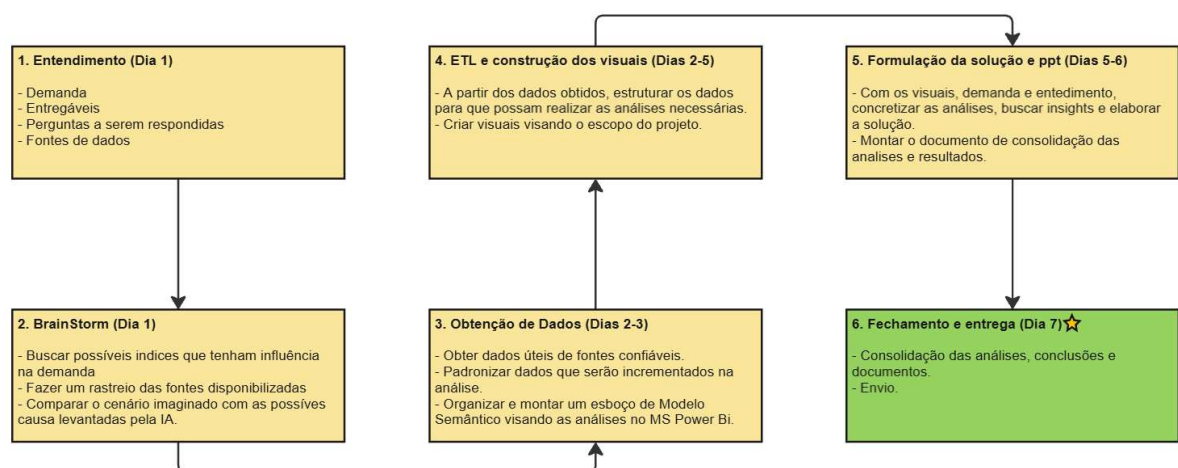 1. Entendimento (Dia 1)
- Demanda
- Entregáveis
- Perguntas a serem respondidas
- Fontes de dados
2. BrainStorm (Dia 1)
- Buscar possíveis indices que tenham influência
na demanda
- Fazer um rastreio das fontes disponibilizadas
- Comparar o cenário imaginado com as possíves
causa levantadas pela IA.
3. Obtenção de Dados (Dias 2-3)
- Obter dados úteis de fontes confiáveis.
- Padronizar dados que serão incrementados na
análise.
- Organizar e montar um esboço de Modelo
Semântico visando as análises no MS Power Bi.
4. ETL e construção dos visuais (Dias 2-5)
- A partir dos dados obtidos, estruturar os dados
para que possam realizar as análises necessárias.
- Criar visuais visando o escopo do projeto.
5. Formulação da solução e ppt (Dias 5-6)
- Com os visuais, demanda e entedimento,
concretizar as análises, buscar insights e elaborar
a solução.
- Montar o documento de consolidação das
analises e resultados.
6. Fechamento e entrega (Dia 7)
- Consolidação das análises, conclusões e
documentos.
- Envio.